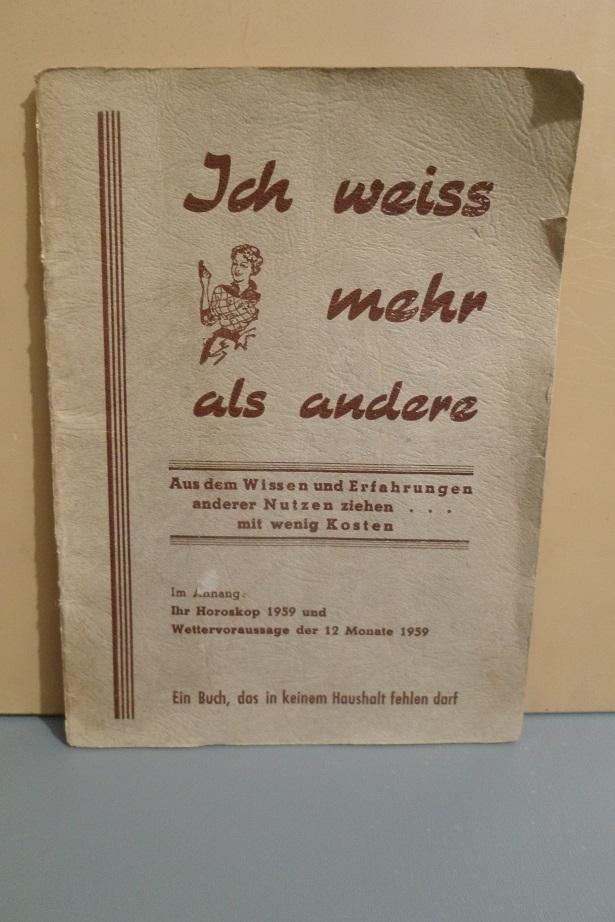 Ich weiss
mehr
als andere
Aus dem Wissen und Erfahrungen
anderer Nutzen ziehen . . .
mit wenig Kosten
Im Anhang:
Ihr Horoskop 1959 und
Wettervoraussage der 12 Monate 1959
Ein Buch, das in keinem Haushalt fehlen darf